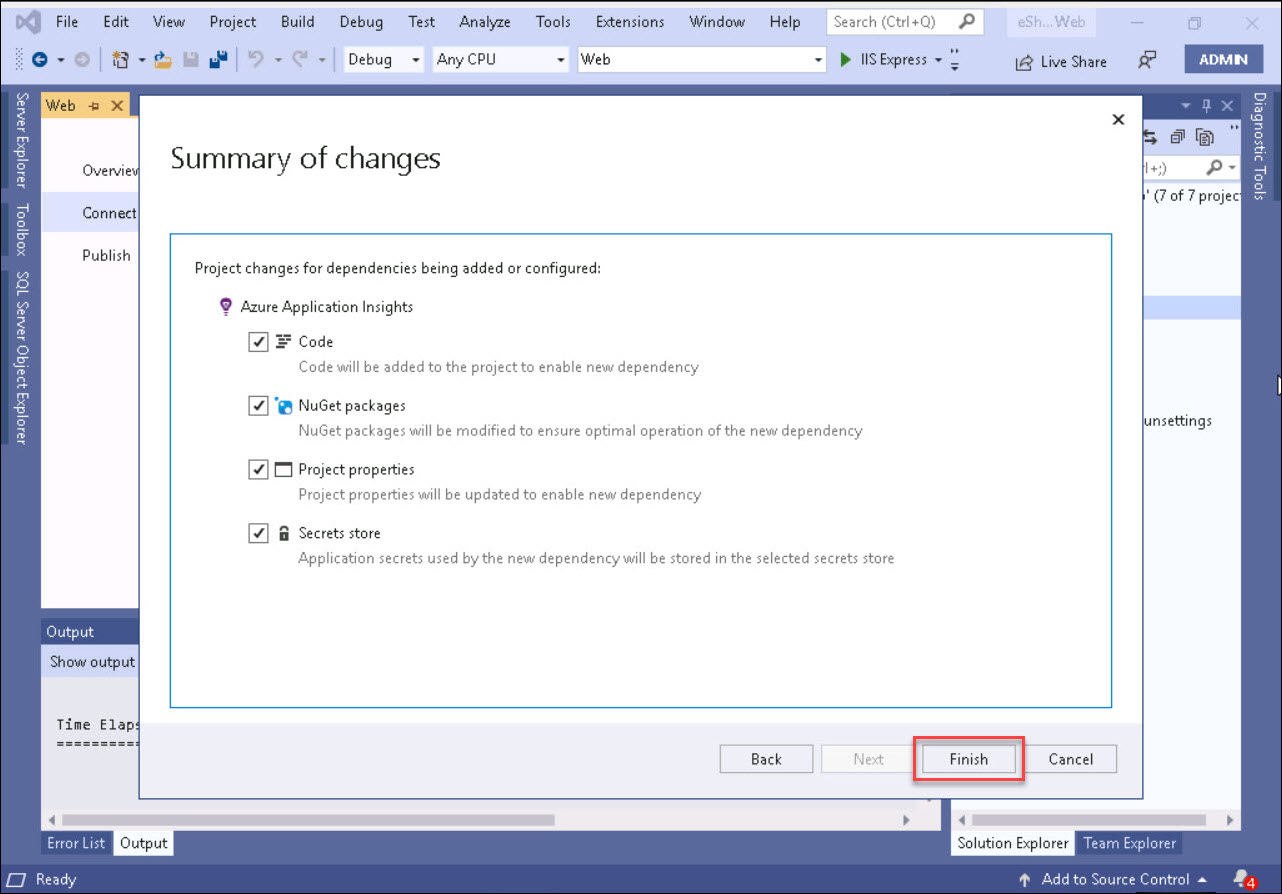 File Edit View Project Build Debug Test Analyze Tools Extensions Window Help Search (Ctrl+Q) eSh...Web
Debug Any CPU Web IIS Express Live Share ADMIN
Server Explorer
Toolbox
SQL Server Object Explorer
Web
Overview
Connect
Publish
Summary of changes
Project changes for dependencies being added or configured:
Azure Application Insights
Code
Code will be added to the project to enable new dependency
NuGet packages
NuGet packages will be modified to ensure optimal operation of the new dependency
Project properties
Project properties will be updated to enable new dependency
Secrets store
Application secrets used by the new dependency will be stored in the selected secrets store
Back Next Finish Cancel
rl+;)
' (7 of 7 project
unsettings
Diagnostic Tools
Output
Show output
Time Elaps
==========
Error List Output
Solution Explorer Team Explorer
Ready Add to Source Control 4